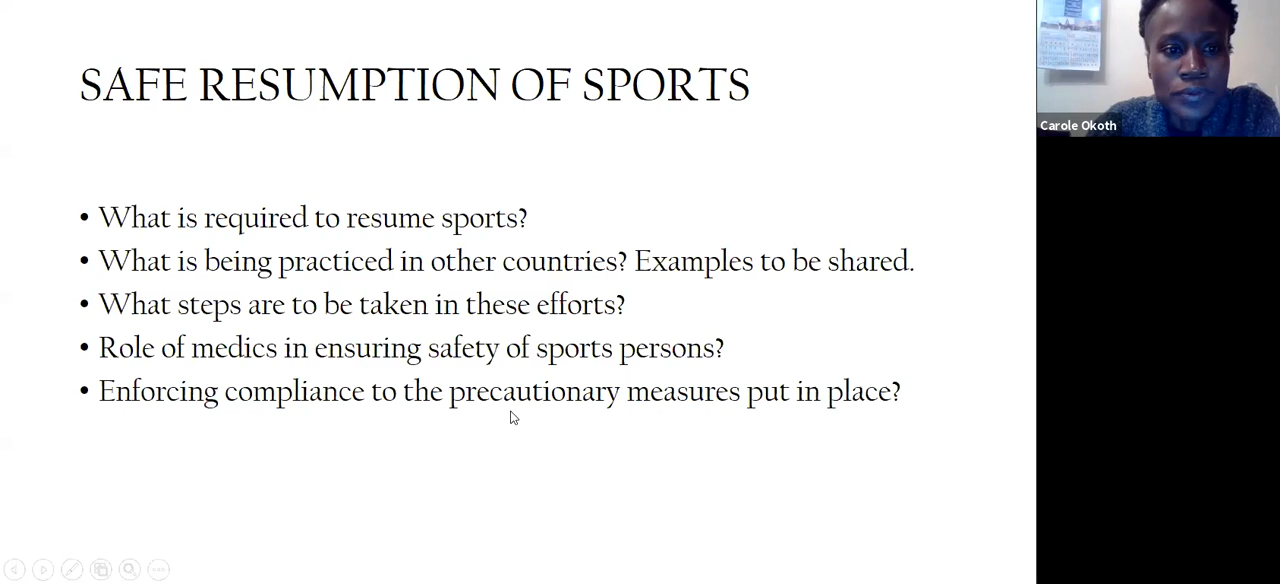 SAFE RESUMPTION OF SPORTS
• What is required to resume sports?
• What is being practiced in other countries? Examples to be shared.
• What steps are to be taken in these efforts?
• Role of medics in ensuring safety of sports persons?
• Enforcing compliance to the precautionary measures put in place?
Carole Okoth